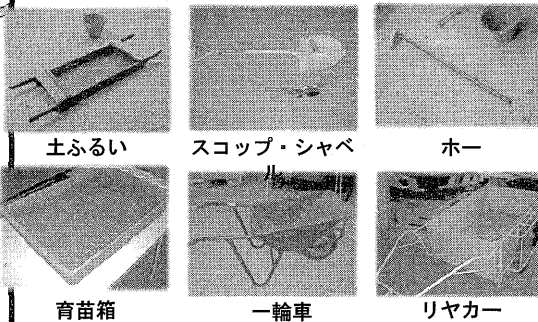 土ふるい
スコップ・シャベ
ル
ホー
育苗箱
一輪車
リヤカー